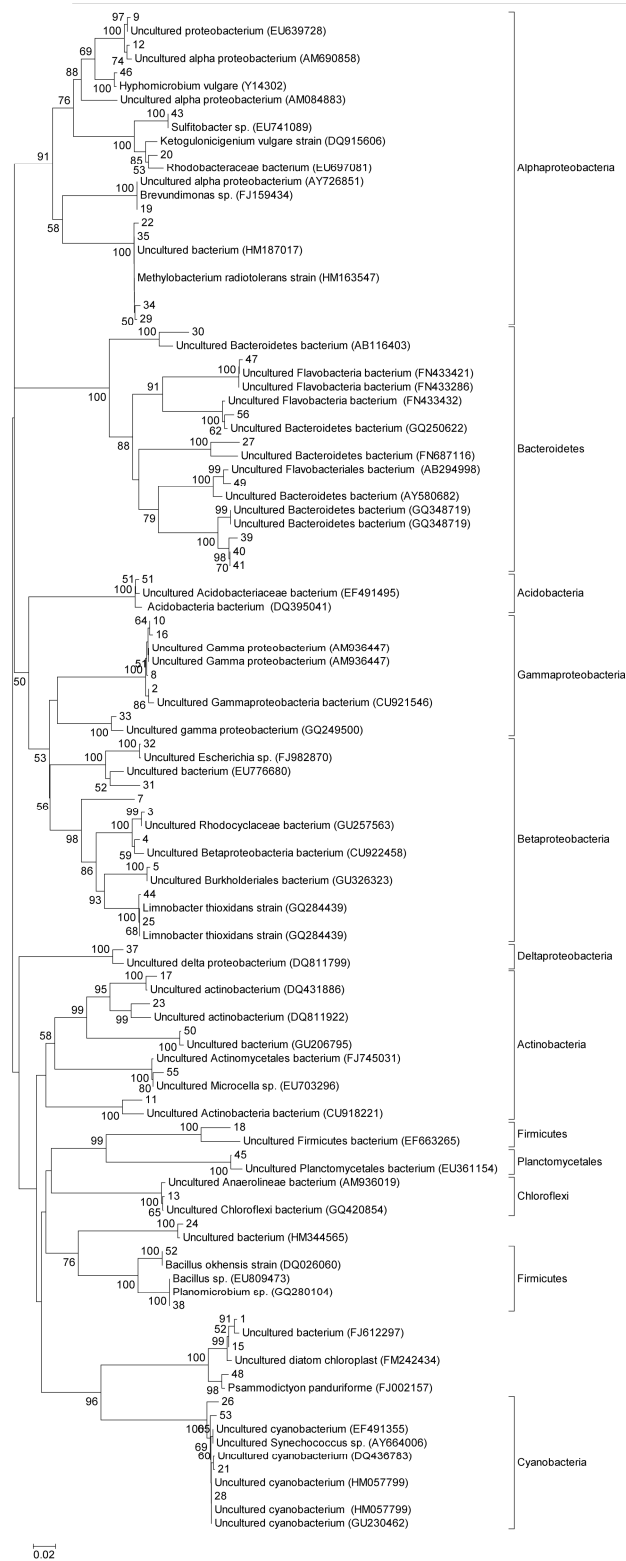 97 9
100 Uncultured proteobacterium (EU639728)
12
69
74 Uncultured alpha proteobacterium (AM690858)
88 46
100 Hyphomicrobium vulgare (Y14302)
76 Uncultured alpha proteobacterium (AM084883)
100 43
Sulfitobacter sp. (EU741089)
100 Ketogulonicigenium vulgare strain (DQ915606)
85 20
91 53 Rhodobacteraceae bacterium (EU697081)
Alphaproteobacteria
Uncultured alpha proteobacterium (AY726851)
100 Brevundimonas sp. (FJ159434)
19
58 22
35
100 Uncultured bacterium (HM187017)
Methylobacterium radiotolerans strain (HM163547)
34
50 29
100 30
Uncultured Bacteroidetes bacterium (AB116403)
47
100 Uncultured Flavobacteria bacterium (FN433421)
91 Uncultured Flavobacteria bacterium (FN433286)
100 Uncultured Flavobacteria bacterium (FN433432)
100 56
62 Uncultured Bacteroidetes bacterium (GQ250622)
88 100 27
Bacteroidetes
Uncultured Bacteroidetes bacterium (FN687116)
99 Uncultured Flavobacteriales bacterium (AB294998)
100 49
Uncultured Bacteroidetes bacterium (AY580682)
79 99 Uncultured Bacteroidetes bacterium (GQ348719)
Uncultured Bacteroidetes bacterium (GQ348719)
100 39
98 40
70 41
51 51
100 Uncultured Acidobacteriaceae bacterium (EF491495)
Acidobacteria
Acidobacteria bacterium (DQ395041)
64 10
16
Uncultured Gamma proteobacterium (AM936447)
51 Uncultured Gamma proteobacterium (AM936447)
100 8
50 Gammaproteobacteria
2
86 Uncultured Gammaproteobacteria bacterium (CU921546)
33
100 Uncultured gamma proteobacterium (GQ249500)
53 100 32
Uncultured Escherichia sp. (FJ982870)
100 Uncultured bacterium (EU776680)
52 31
56 7
99 3
98 100 Uncultured Rhodocyclaceae bacterium (GU257563)
4
Betaproteobacteria
59 Uncultured Betaproteobacteria bacterium (CU922458)
86 100 5
Uncultured Burkholderiales bacterium (GU326323)
93 44
Limnobacter thioxidans strain (GQ284439)
100 25
68 Limnobacter thioxidans strain (GQ284439)
100 37
Deltaproteobacteria
Uncultured delta proteobacterium (DQ811799)
100 17
95 Uncultured actinobacterium (DQ431886)
99 23
99 Uncultured actinobacterium (DQ811922)
58 50
100 Uncultured bacterium (GU206795)
Actinobacteria
Uncultured Actinomycetales bacterium (FJ745031)
100 55
80 Uncultured Microcella sp. (EU703296)
11
100 Uncultured Actinobacteria bacterium (CU918221)
100 18
Firmicutes
99 Uncultured Firmicutes bacterium (EF663265)
45
Planctomycetales
100 Uncultured Planctomycetales bacterium (EU361154)
Uncultured Anaerolineae bacterium (AM936019)
100 13
Chloroflexi
65 Uncultured Chloroflexi bacterium (GQ420854)
100 24
Uncultured bacterium (HM344565)
100 52
76 Bacillus okhensis strain (DQ026060)
Bacillus sp. (EU809473)
Firmicutes
100 Planomicrobium sp. (GQ280104)
100 38
91 1
52 Uncultured bacterium (FJ612297)
99 15
100 Uncultured diatom chloroplast (FM242434)
48
98 Psammodictyon panduriforme (FJ002157)
96 26
53
100 65 Uncultured cyanobacterium (EF491355)
69 Uncultured Synechococcus sp. (AY664006)
60 Uncultured cyanobacterium (DQ436783)
Cyanobacteria
21
Uncultured cyanobacterium (HM057799)
28
Uncultured cyanobacterium (HM057799)
Uncultured cyanobacterium (GU230462)
0.02